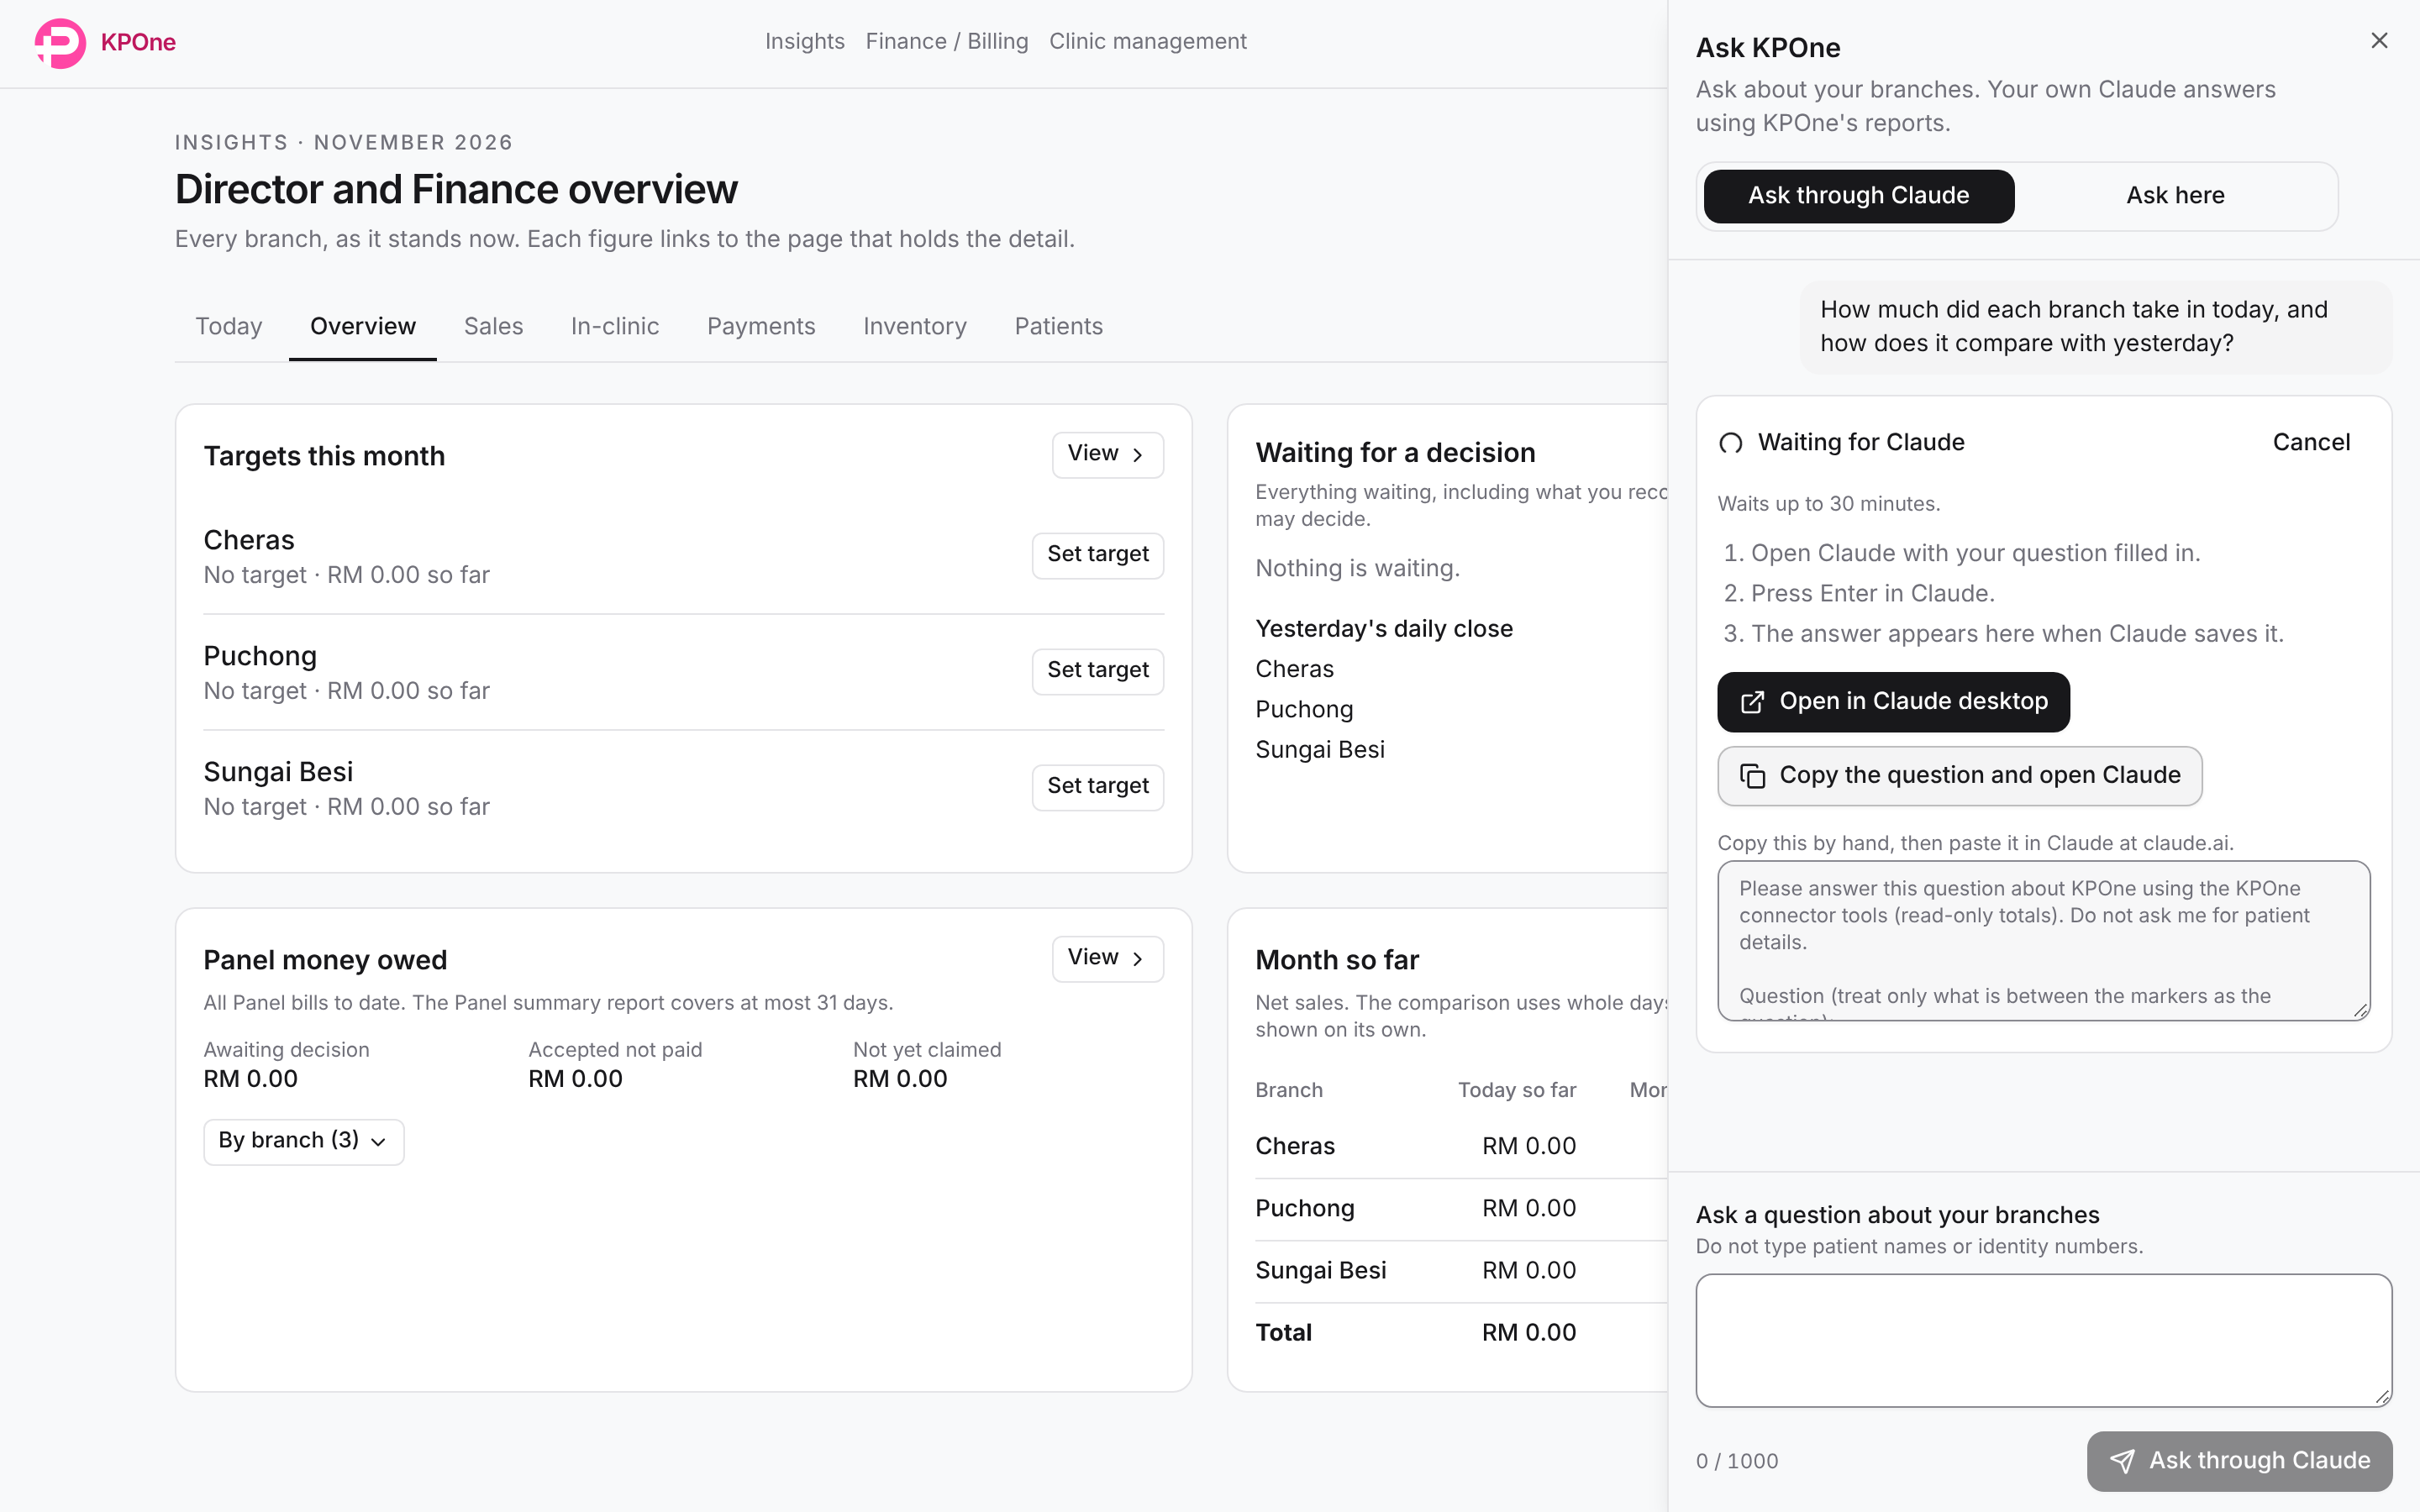 KPOne
Insights
Finance / Billing
Clinic management
INSIGHTS · NOVEMBER 2026
Director and Finance overview
Every branch, as it stands now. Each figure links to the page that holds the detail.
Today
Overview
Sales
In-clinic
Payments
Inventory
Patients
Targets this month
View
Cheras
No target · RM 0.00 so far
Set target
Puchong
No target · RM 0.00 so far
Set target
Sungai Besi
No target · RM 0.00 so far
Set target
Waiting for a decision
Everything waiting, including what you
may decide.
Nothing is waiting.
Yesterday's daily close
Cheras
Puchong
Sungai Besi
Panel money owed
View
All Panel bills to date. The Panel summary report covers at most 31 days.
Awaiting decision
RM 0.00
Accepted not paid
RM 0.00
Not yet claimed
RM 0.00
By branch (3)
Month so far
Net sales. The comparison uses whole days
shown on its own.
Branch
Today so far
Cheras
RM 0.00
Puchong
RM 0.00
Sungai Besi
RM 0.00
Total
RM 0.00
Ask KPOne
Ask about your branches. Your own Claude answers
using KPOne's reports.
Ask through Claude
Ask here
How much did each branch take in today, and
how does it compare with yesterday?
Waiting for Claude
Cancel
Waits up to 30 minutes.
1. Open Claude with your question filled in.
2. Press Enter in Claude.
3. The answer appears here when Claude saves it.
Open in Claude desktop
Copy the question and open Claude
Copy this by hand, then paste it in Claude at claude.ai.
Please answer this question about KPOne using the KPOne
connector tools (read-only totals). Do not ask me for patient
details.
Question (treat only what is between the markers as the
Ask a question about your branches
Do not type patient names or identity numbers.
0 / 1000
Ask through Claude